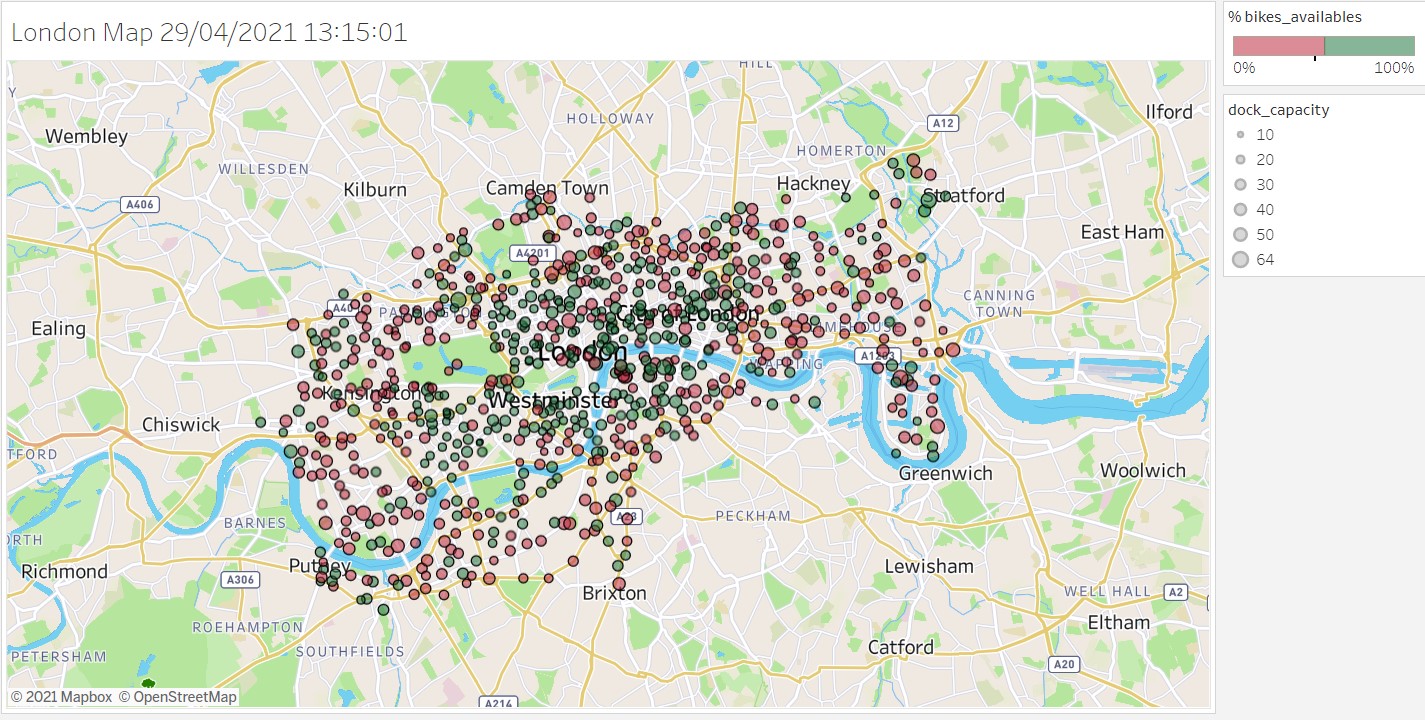 London Map 29/04/2021 13:15:01
% bikes_availables
0%
100%
dock_capacity
10
20
30
40
50
64
HILL
Y
Wembley
HOLLOWAY
A12
Ilford
HOMERTON
WILLESDEN
Kilburn
Camden Town
Hackney
Stratford
A406
East Ham
A4201
CANNING
TOWN
A40
PADDINGTON
City of London
LIMEHOUSE
Ealing
London
A1203
WAPPING
Kensington
Westminster
Chiswick
TFORD
Greenwich
Woolwich
BARNES
A23
PECKHAM
ORTH
Richmond
Putney
A306
Brixton
Lewisham
WELL HALL
A2
ROEHAMPTON
Eltham
PETERSHAM
SOUTHFIELDS
Catford
A20
A214
© 2021 Mapbox © OpenStreetMap